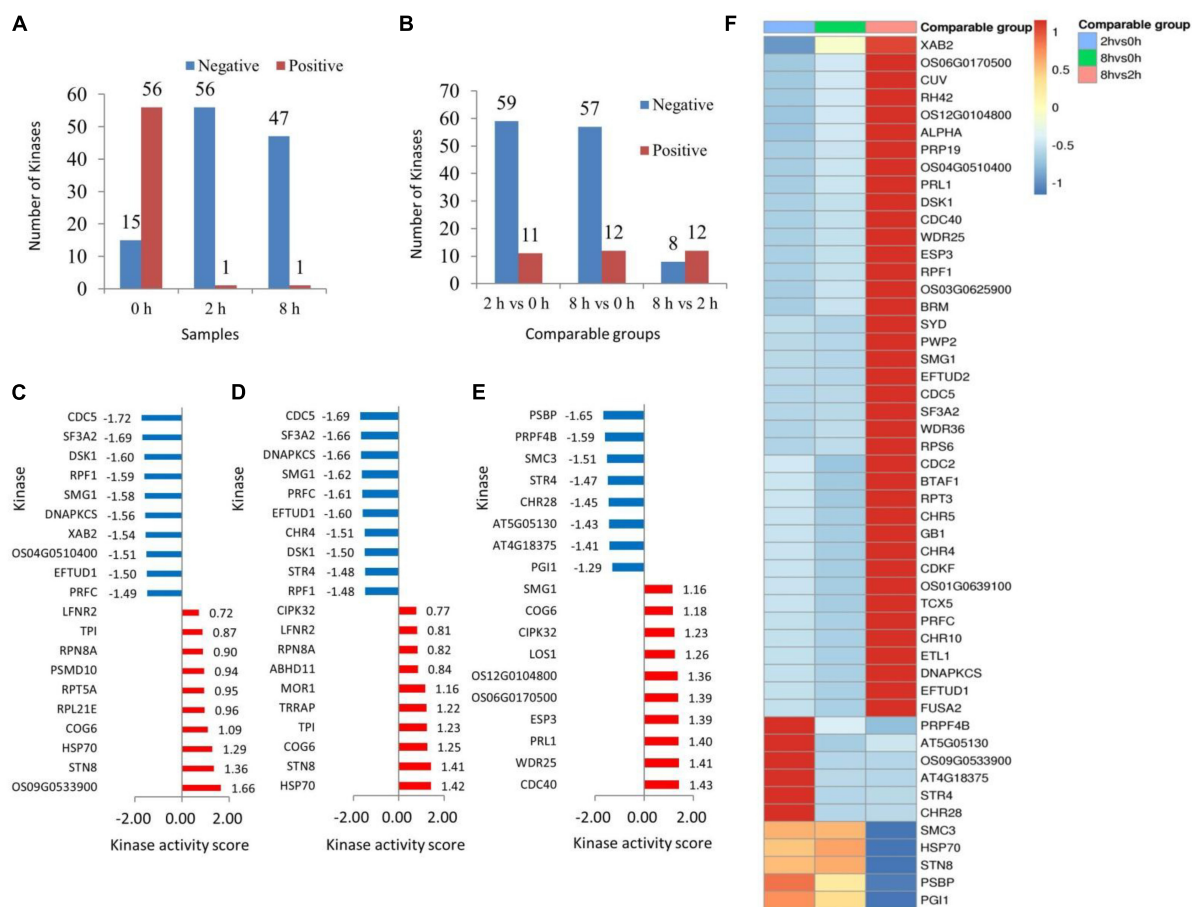 A
Negative
Positive
Number of Kinases
60
50
40
30
20
10
0
15
56
56
1
47
1
0 h
2 h
8 h
Samples
B
Negative
Positive
Number of Kinases
70
60
50
40
30
20
10
0
59
11
57
12
8
12
2 h vs 0 h
8 h vs 0 h
8 h vs 2 h
Comparable groups
C
Kinase
CDC5 -1.72
SF3A2 -1.69
DSK1 -1.60
RPF1 -1.59
SMG1 -1.58
DNAPKCS -1.56
XAB2 -1.54
OS04G0510400 -1.51
EFTUD1 -1.50
PRFC -1.49
LFNR2 0.72
TPI 0.87
RPN8A 0.90
PSMD10 0.94
RPT5A 0.95
RPL21E 0.96
COG6 1.09
HSP70 1.29
STN8 1.36
OS09G0533900 1.66
-2.00 0.00 2.00
Kinase activity score
D
Kinase
CDC5 -1.69
SF3A2 -1.66
DNAPKCS -1.66
SMG1 -1.62
PRFC -1.61
EFTUD1 -1.60
CHR4 -1.51
DSK1 -1.50
STR4 -1.48
RPF1 -1.48
CIPK32 0.77
LFNR2 0.81
RPN8A 0.82
ABHD11 0.84
MOR1 1.16
TRRAP 1.22
TPI 1.23
COG6 1.25
STN8 1.41
HSP70 1.42
-2.00 0.00 2.00
Kinase activity score
E
Kinase
PSBP -1.65
PRPF4B -1.59
SMC3 -1.51
STR4 -1.47
CHR28 -1.45
AT5G05130 -1.43
AT4G18375 -1.41
PGI1 -1.29
SMG1 1.16
COG6 1.18
CIPK32 1.23
LOS1 1.26
OS12G0104800 1.36
OS06G0170500 1.39
ESP3 1.39
PRL1 1.40
WDR25 1.41
CDC40 1.43
-2.00 0.00 2.00
Kinase activity score
F
Comparable group
XAB2
OS06G0170500
CUV
RH42
OS12G0104800
ALPHA
PRP19
OS04G0510400
PRL1
DSK1
CDC40
WDR25
ESP3
RPF1
OS03G0625900
BRM
SYD
PWP2
SMG1
EFTUD2
CDC5
SF3A2
WDR36
RPS6
CDC2
BTAF1
RPT3
CHR5
GB1
CHR4
CDKF
OS01G0639100
TCX5
PRFC
CHR10
ETL1
DNAPKCS
EFTUD1
FUSA2
PRPF4B
AT5G05130
OS09G0533900
AT4G18375
STR4
CHR28
SMC3
HSP70
STN8
PSBP
PGI1
1
0.5
0
-0.5
-1
Comparable group
2hvs0h
8hvs0h
8hvs2h